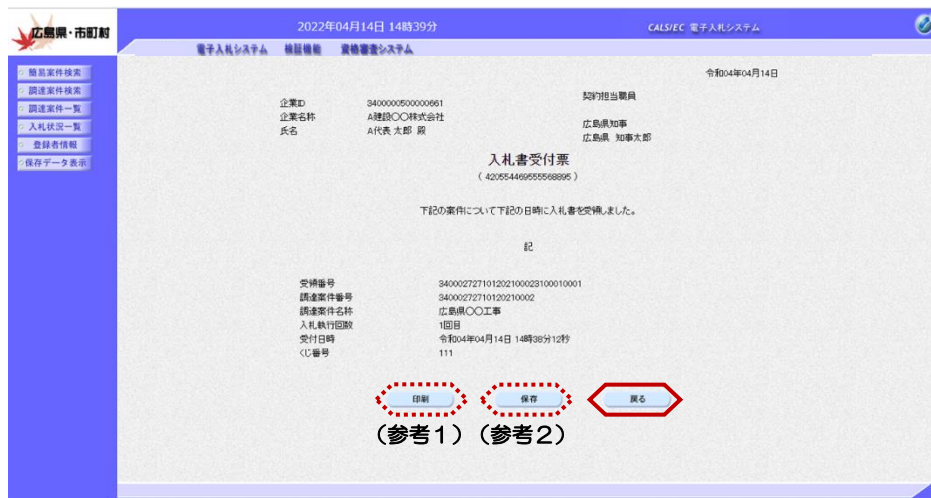 広島県・市町村
2022年04月14日 14時39分
CALS/EC 電子入札システム
電子入札システム 検証機能 資格審査システム
簡易案件検索
調達案件検索
調達案件一覧
入札状況一覧
登録者情報
保存データ表示
令和04年04月14日
企業ID 3400000500000661
企業名称 A建設〇〇株式会社
氏名 A代表 太郎 殿
契約担当職員
広島県知事
広島県 知事太郎
入札書受付票
( 420554469555568895 )
下記の案件について下記の日時に入札書を受領しました。
記
受領番号 34000272710120210002310001​0001
調達案件番号 34000272710120210002
調達案件名称 広島県〇〇工事
入札執行回数 1回目
受付日時 令和04年04月14日 14時38分12秒
くじ番号 111
印刷 保存 戻る
(参考1) (参考2)